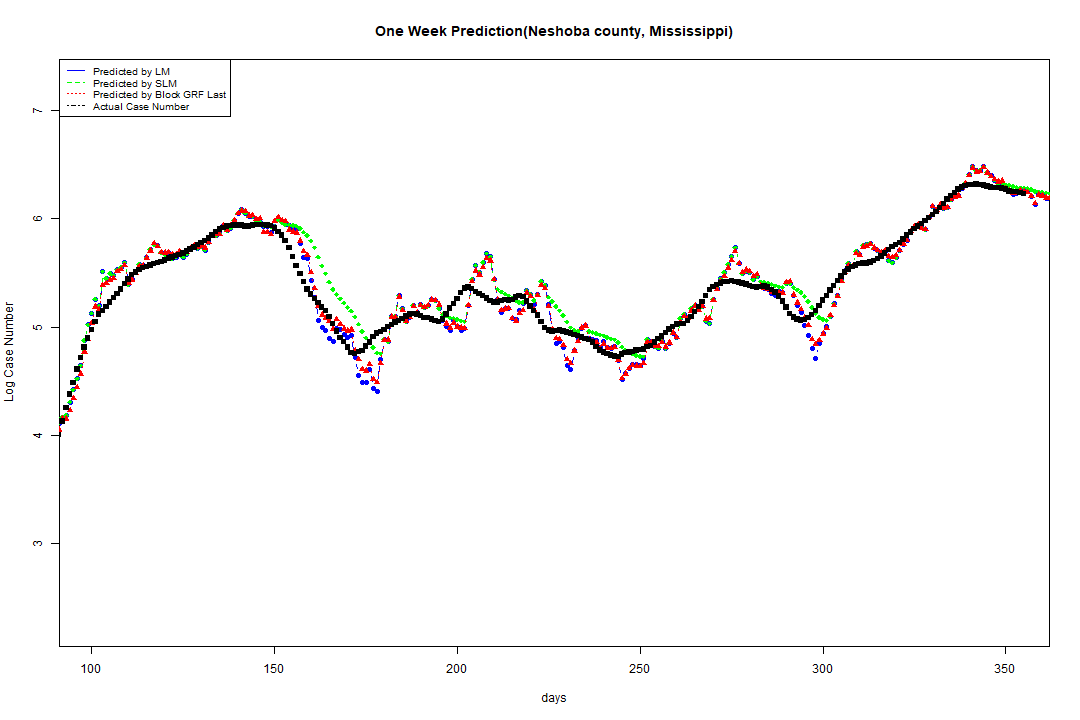 One Week Prediction(Neshoba county, Mississippi)
Predicted by LM
Predicted by SLM
Predicted by Block GRF Last
Actual Case Number
Log Case Number
7
6
5
4
3
100 150 200 250 300 350
days